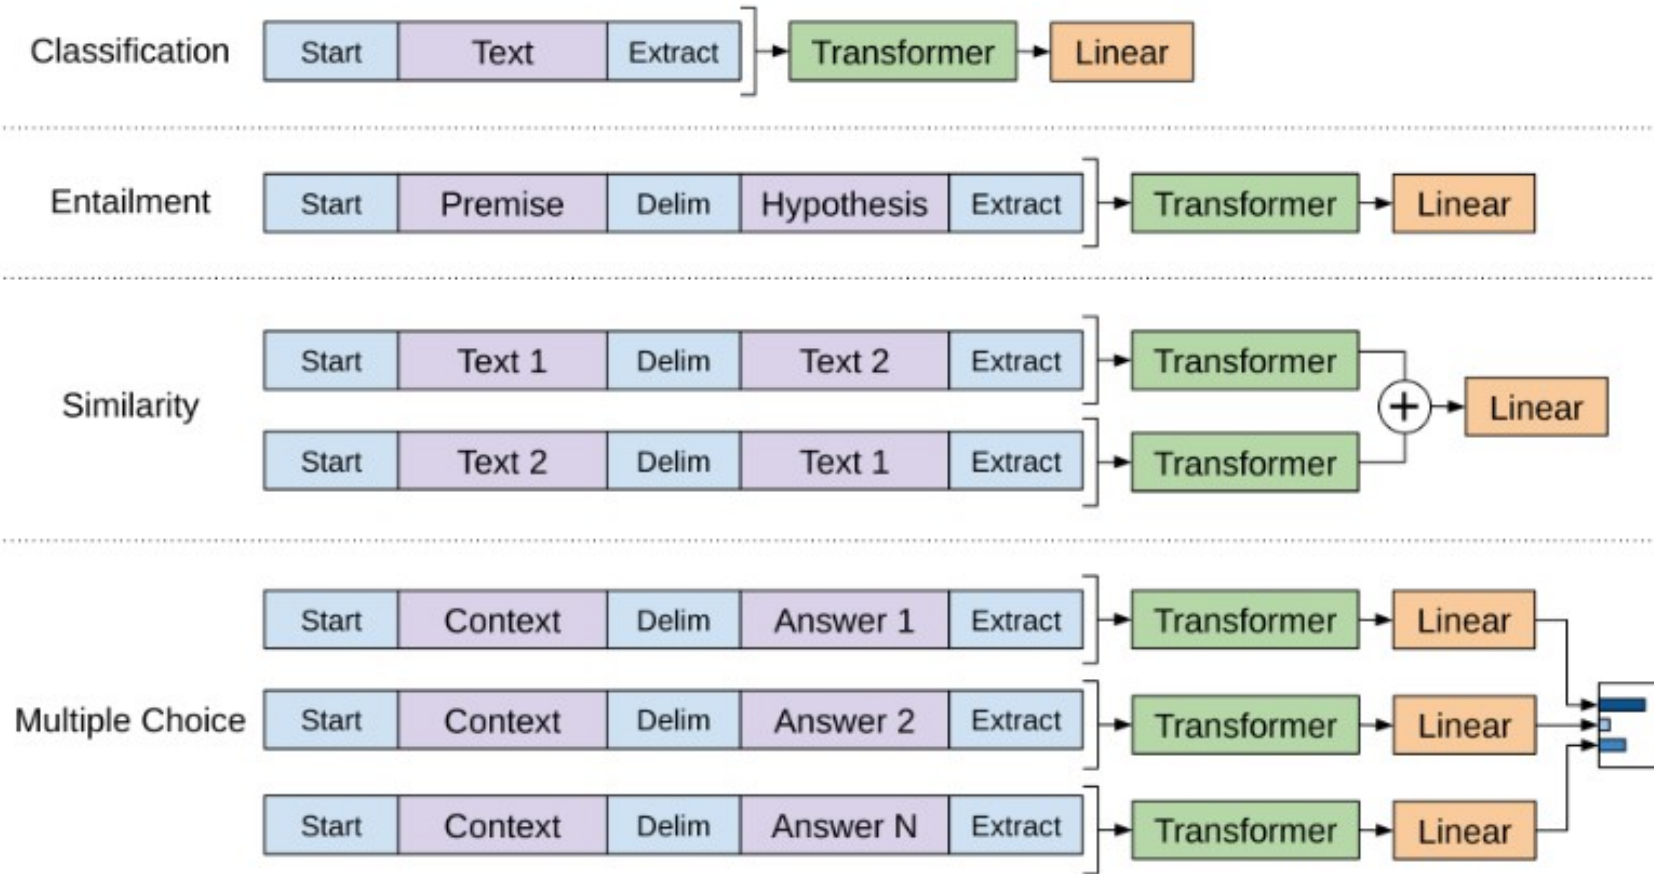 Classification Start Text Extract Transformer Linear
Entailment Start Premise Delim Hypothesis Extract Transformer Linear
Similarity
Start Text 1 Delim Text 2 Extract Transformer
+ Linear
Start Text 2 Delim Text 1 Extract Transformer
Multiple Choice
Start Context Delim Answer 1 Extract Transformer Linear
Start Context Delim Answer 2 Extract Transformer Linear
Start Context Delim Answer N Extract Transformer Linear